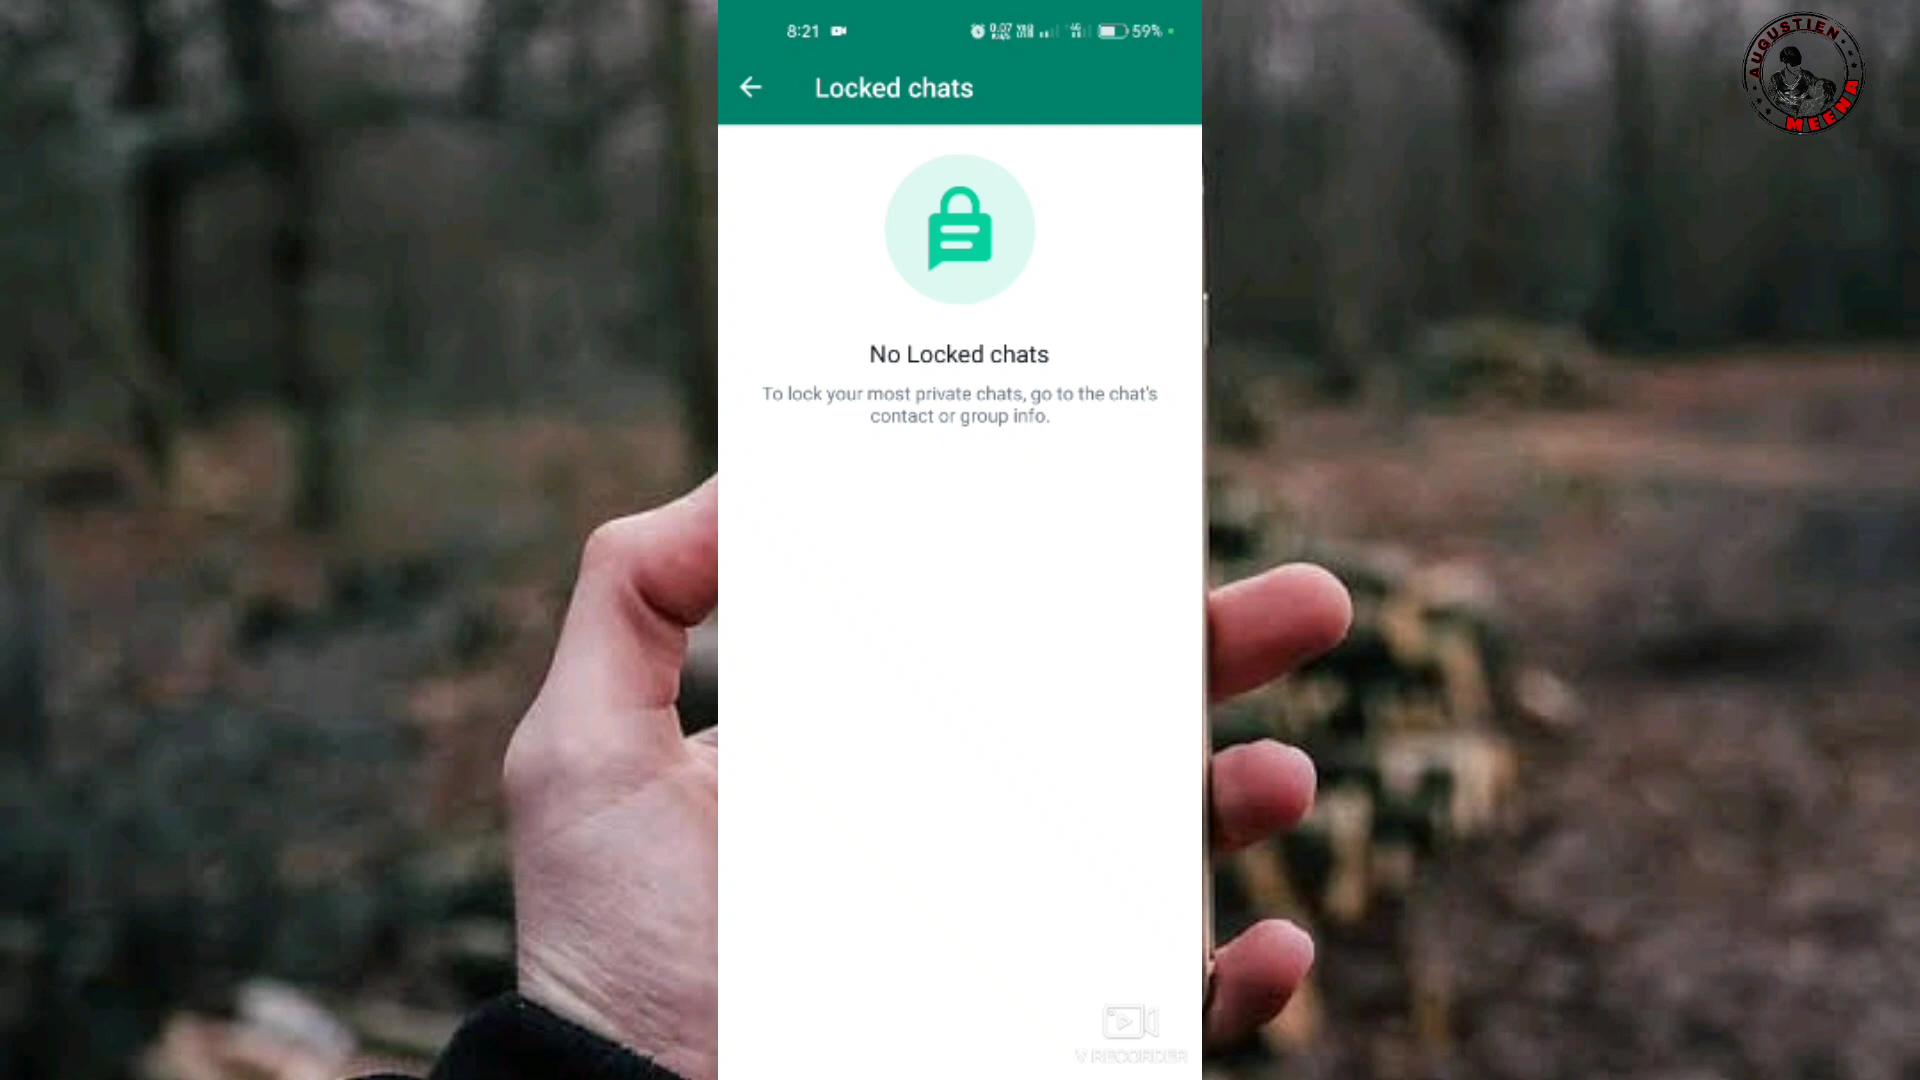 8:21 59%
Locked chats
No Locked chats
To lock your most private chats, go to the chat's
contact or group info.
V RECORDER
AUGUSTIEN
MEENA